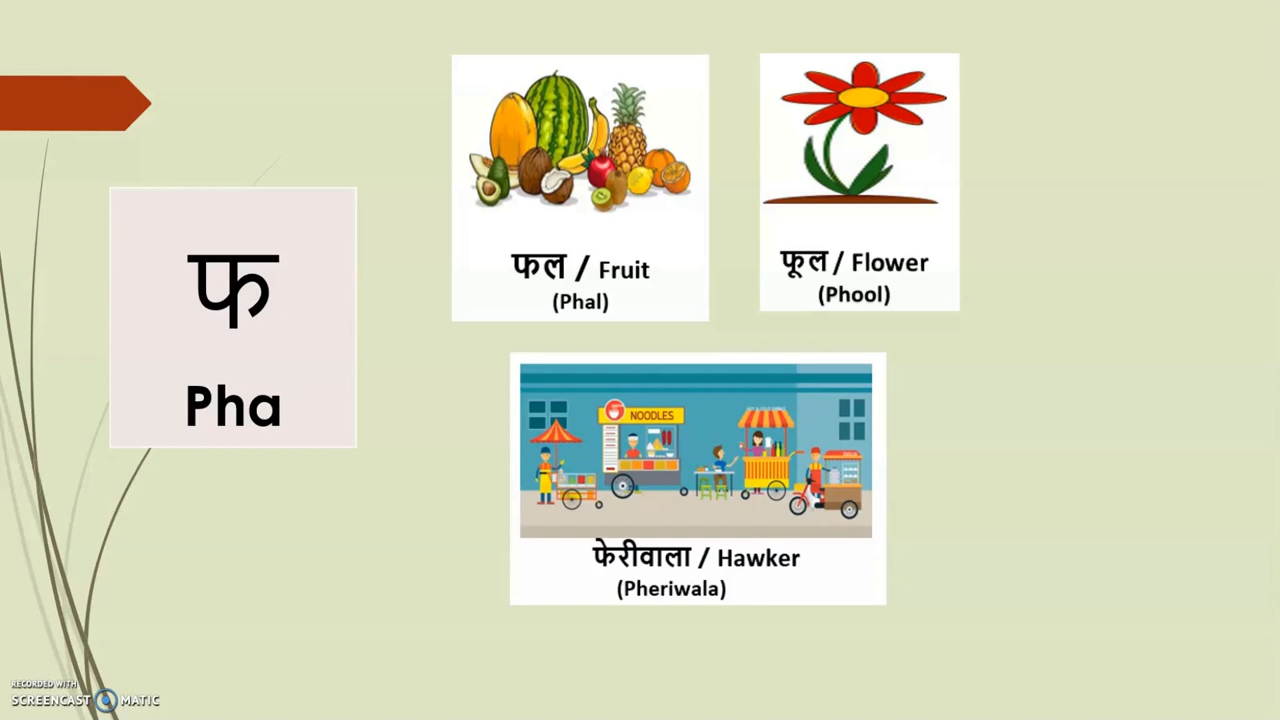 फ
Pha
फल / Fruit
(Phal)
फूल / Flower
(Phool)
NOODLES
फेरीवाला / Hawker
(Pheriwala)
RECORDED WITH
SCREENCAST MATIC